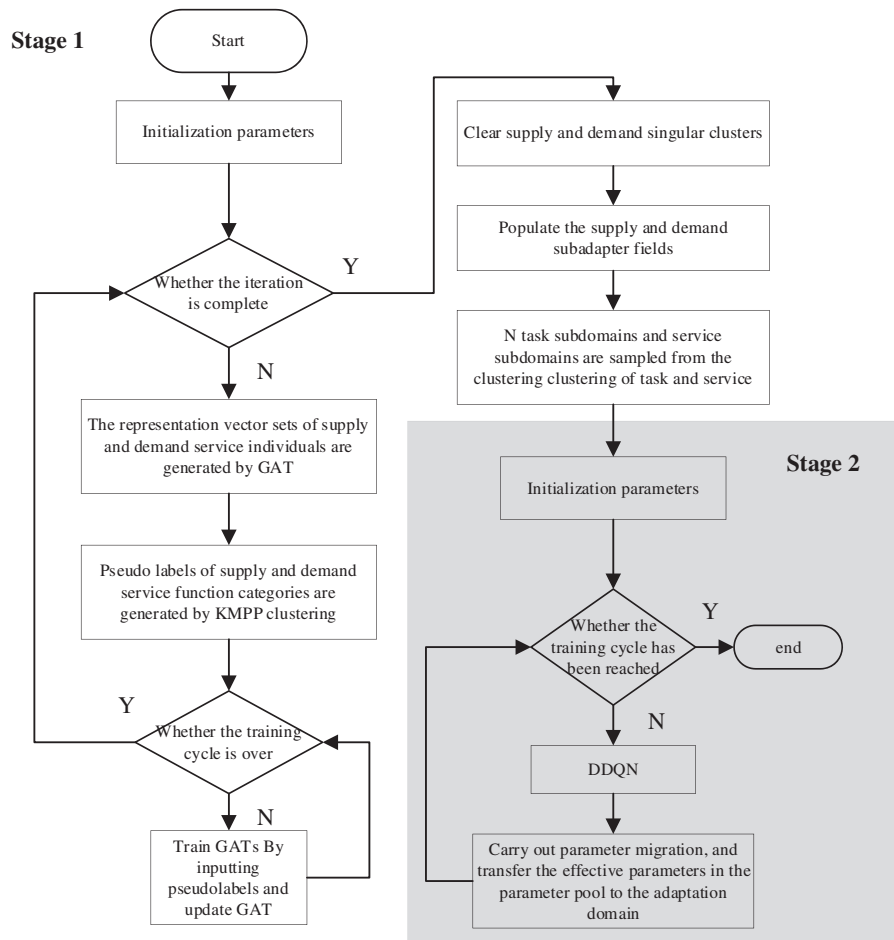 Stage 1
Start
Initialization parameters
Whether the iteration
is complete
Y
N
The representation vector sets of supply
and demand service individuals are
generated by GAT
Pseudo labels of supply and demand
service function categories are
generated by KMPP clustering
Y
Whether the training
cycle is over
N
Train GATs By
inputting
pseudolabels and
update GAT
Clear supply and demand singular clusters
Populate the supply and demand
subadapter fields
N task subdomains and service
subdomains are sampled from the
clustering clustering of task and service
Stage 2
Initialization parameters
Whether the
training cycle has
been reached
Y
end
N
DDQN
Carry out parameter migration, and
transfer the effective parameters in the
parameter pool to the adaptation
domain